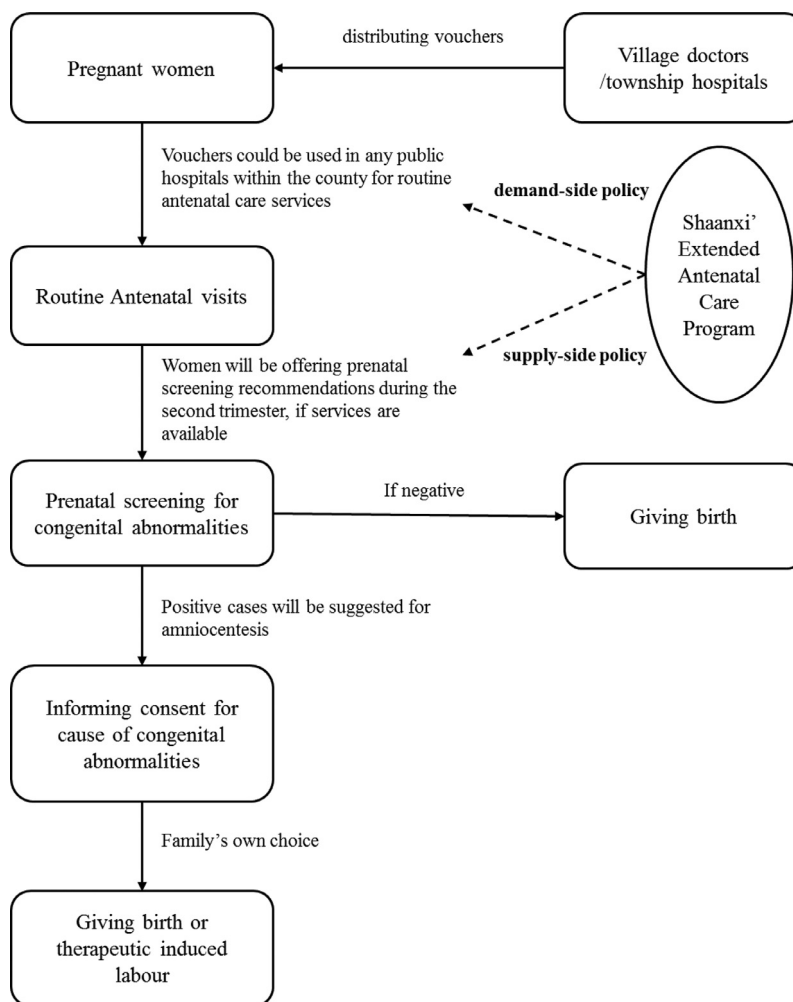 distributing vouchers
Pregnant women
Village doctors
/township hospitals
Vouchers could be used in any public
hospitals within the county for routine
antenatal care services
demand-side policy
Shaanxi’
Extended
Antenatal
Care
Program
Routine Antenatal visits
supply-side policy
Women will be offering prenatal
screening recommendations during the
second trimester, if services are
available
Prenatal screening for
congenital abnormalities
If negative
Giving birth
Positive cases will be suggested for
amniocentesis
Informing consent for
cause of congenital
abnormalities
Family’s own choice
Giving birth or
therapeutic induced
labour